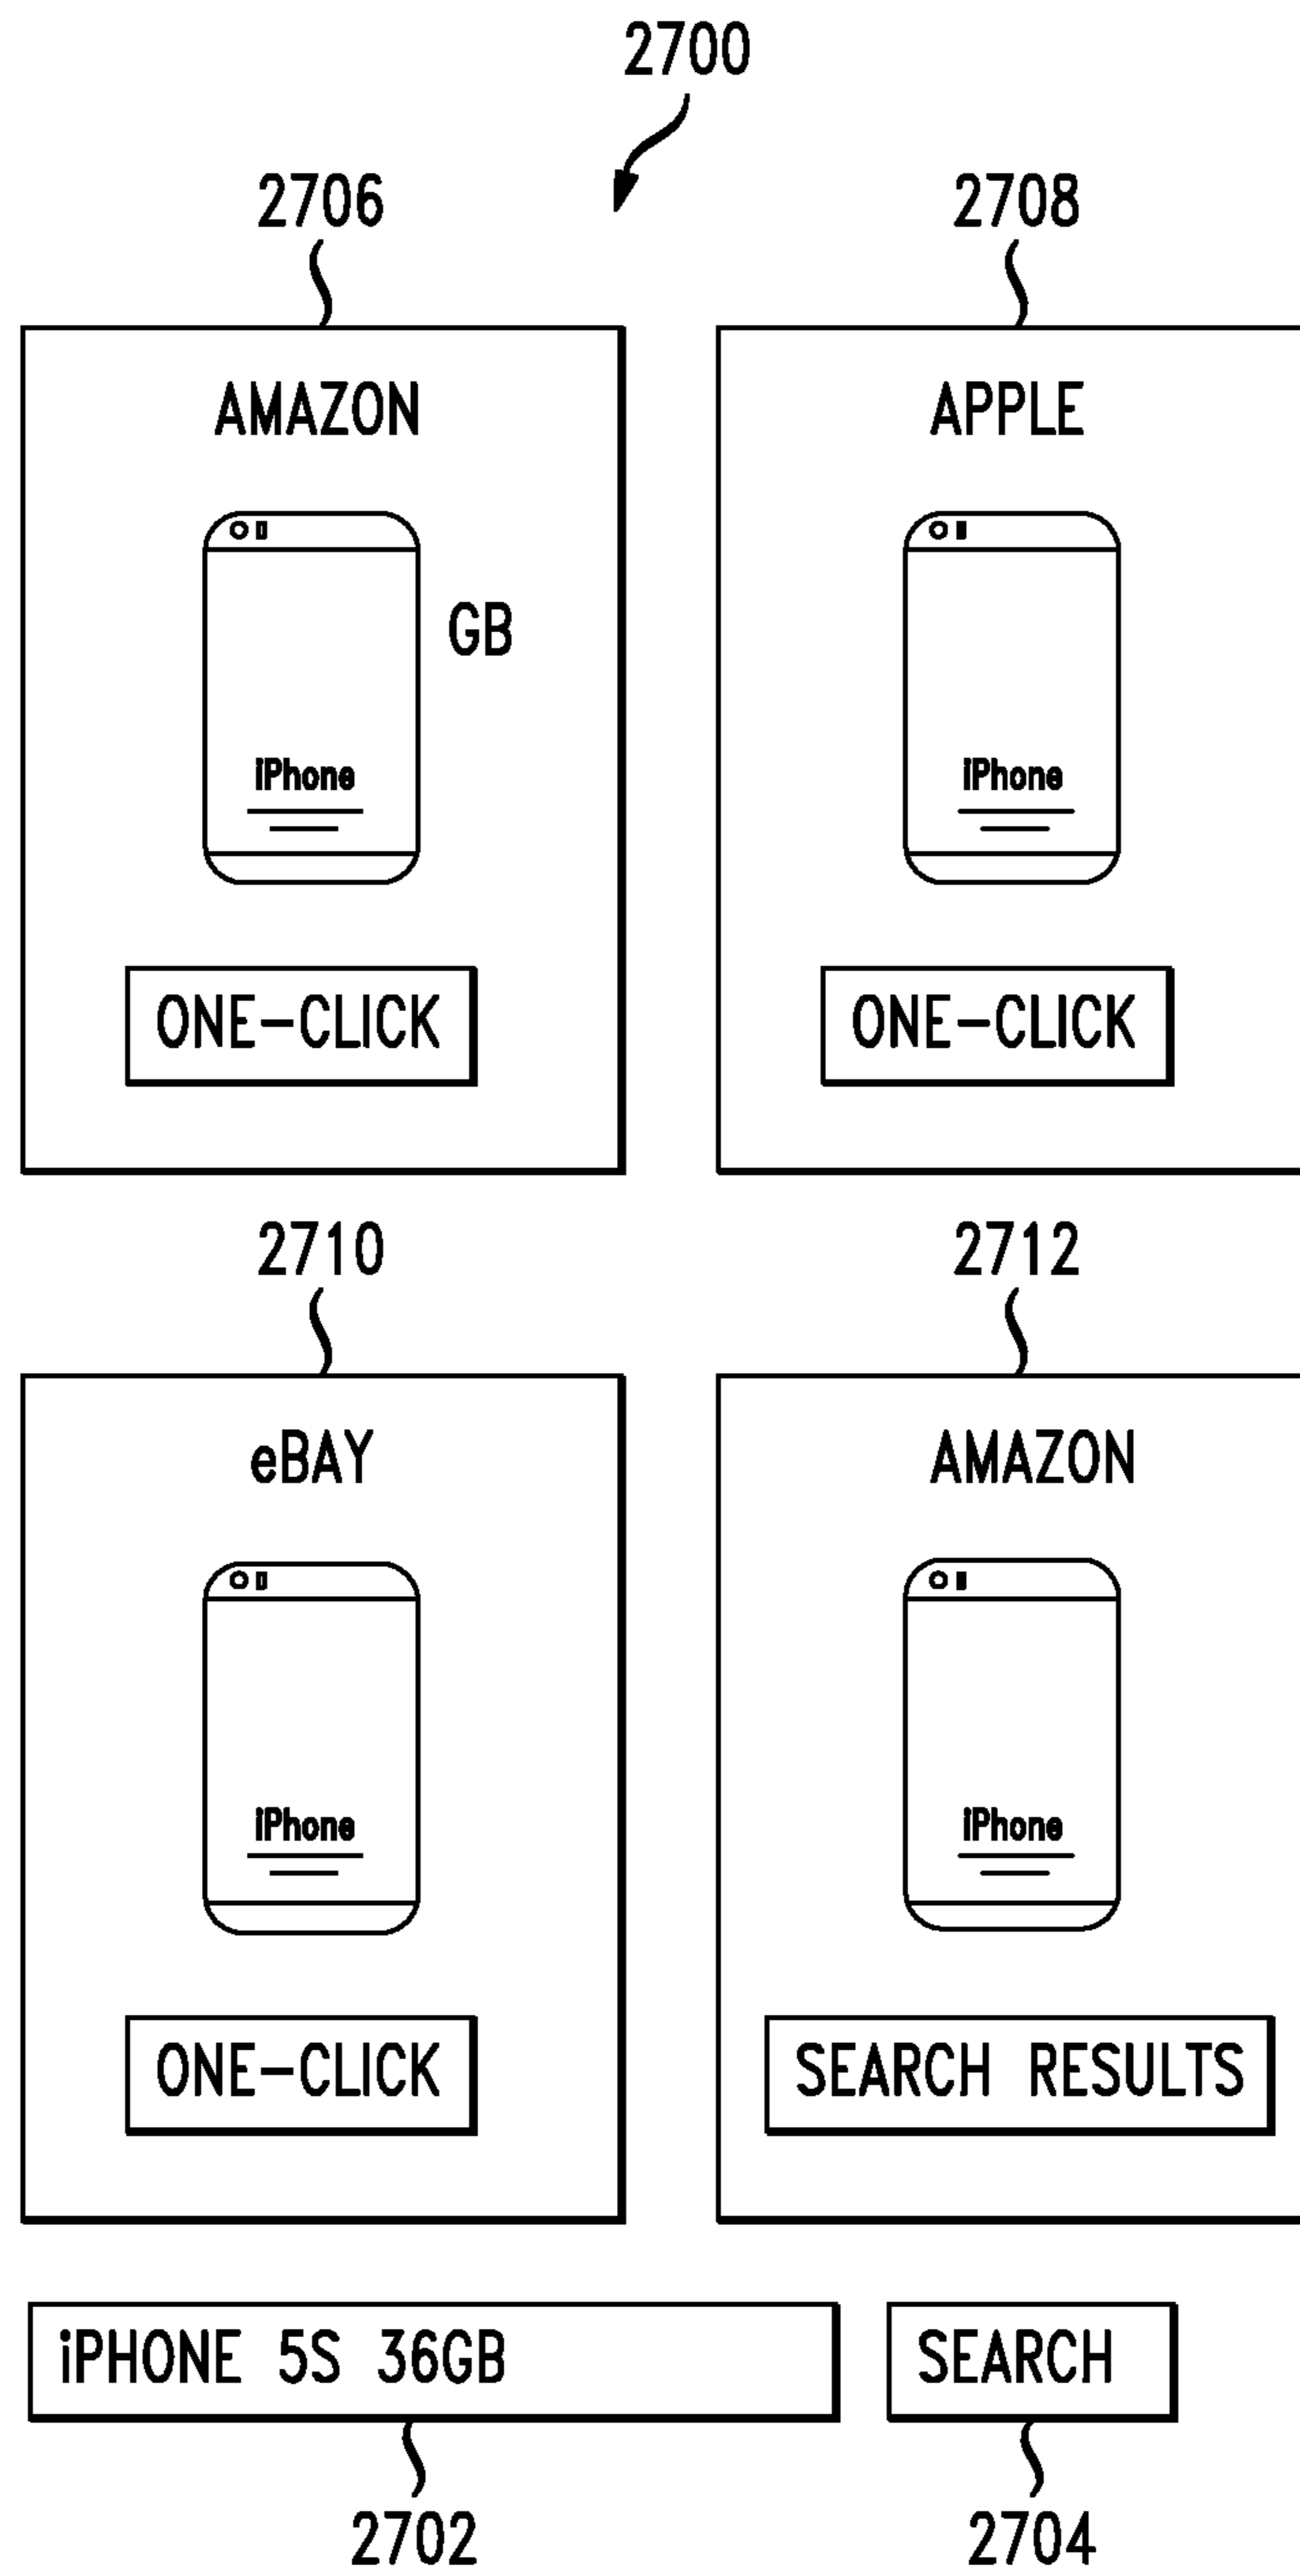 2700
2706
2708
AMAZON
APPLE
GB
iPhone
iPhone
ONE-CLICK
ONE-CLICK
2710
2712
eBAY
AMAZON
iPhone
iPhone
ONE-CLICK
SEARCH RESULTS
iPHONE 5S 36GB
SEARCH
2702
2704